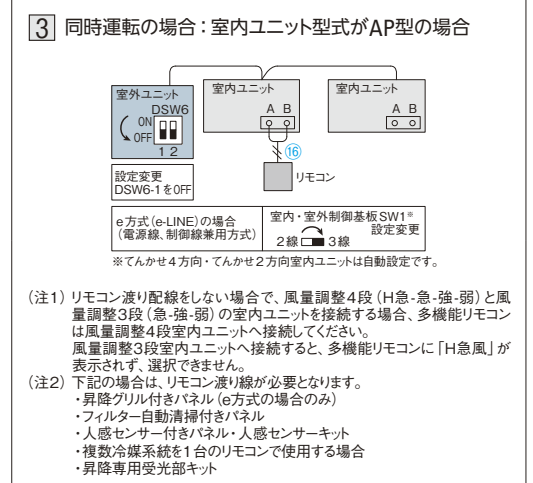 3 同時運転の場合:室内ユニット型式がAP型の場合
室外ユニット
DSW6
ON
OFF
1 2
室内ユニット
A B
室内ユニット
A B
⑯
リモコン
設定変更
DSW6-1をOFF
e方式(e-LINE)の場合
(電源線、制御線兼用方式)
室内・室外制御基板SW1※
設定変更
2線 3線
※てんかせ4方向・てんかせ2方向室内ユニットは自動設定です。
(注1) リモコン渡り配線をしない場合で、風量調整4段(H急-急-強-弱)と風
量調整3段(急-強-弱)の室内ユニットを接続する場合、多機能リモコン
は風量調整4段室内ユニットへ接続してください。
風量調整3段室内ユニットへ接続すると、多機能リモコンに「H急風」が
表示されず、選択できません。
(注2) 下記の場合は、リモコン渡り線が必要となります。
・昇降グリル付きパネル(e方式の場合のみ)
・フィルター自動清掃付きパネル
・人感センサー付きパネル・人感センサーキット
・複数冷媒系統を1台のリモコンで使用する場合
・昇降専用受光部キット